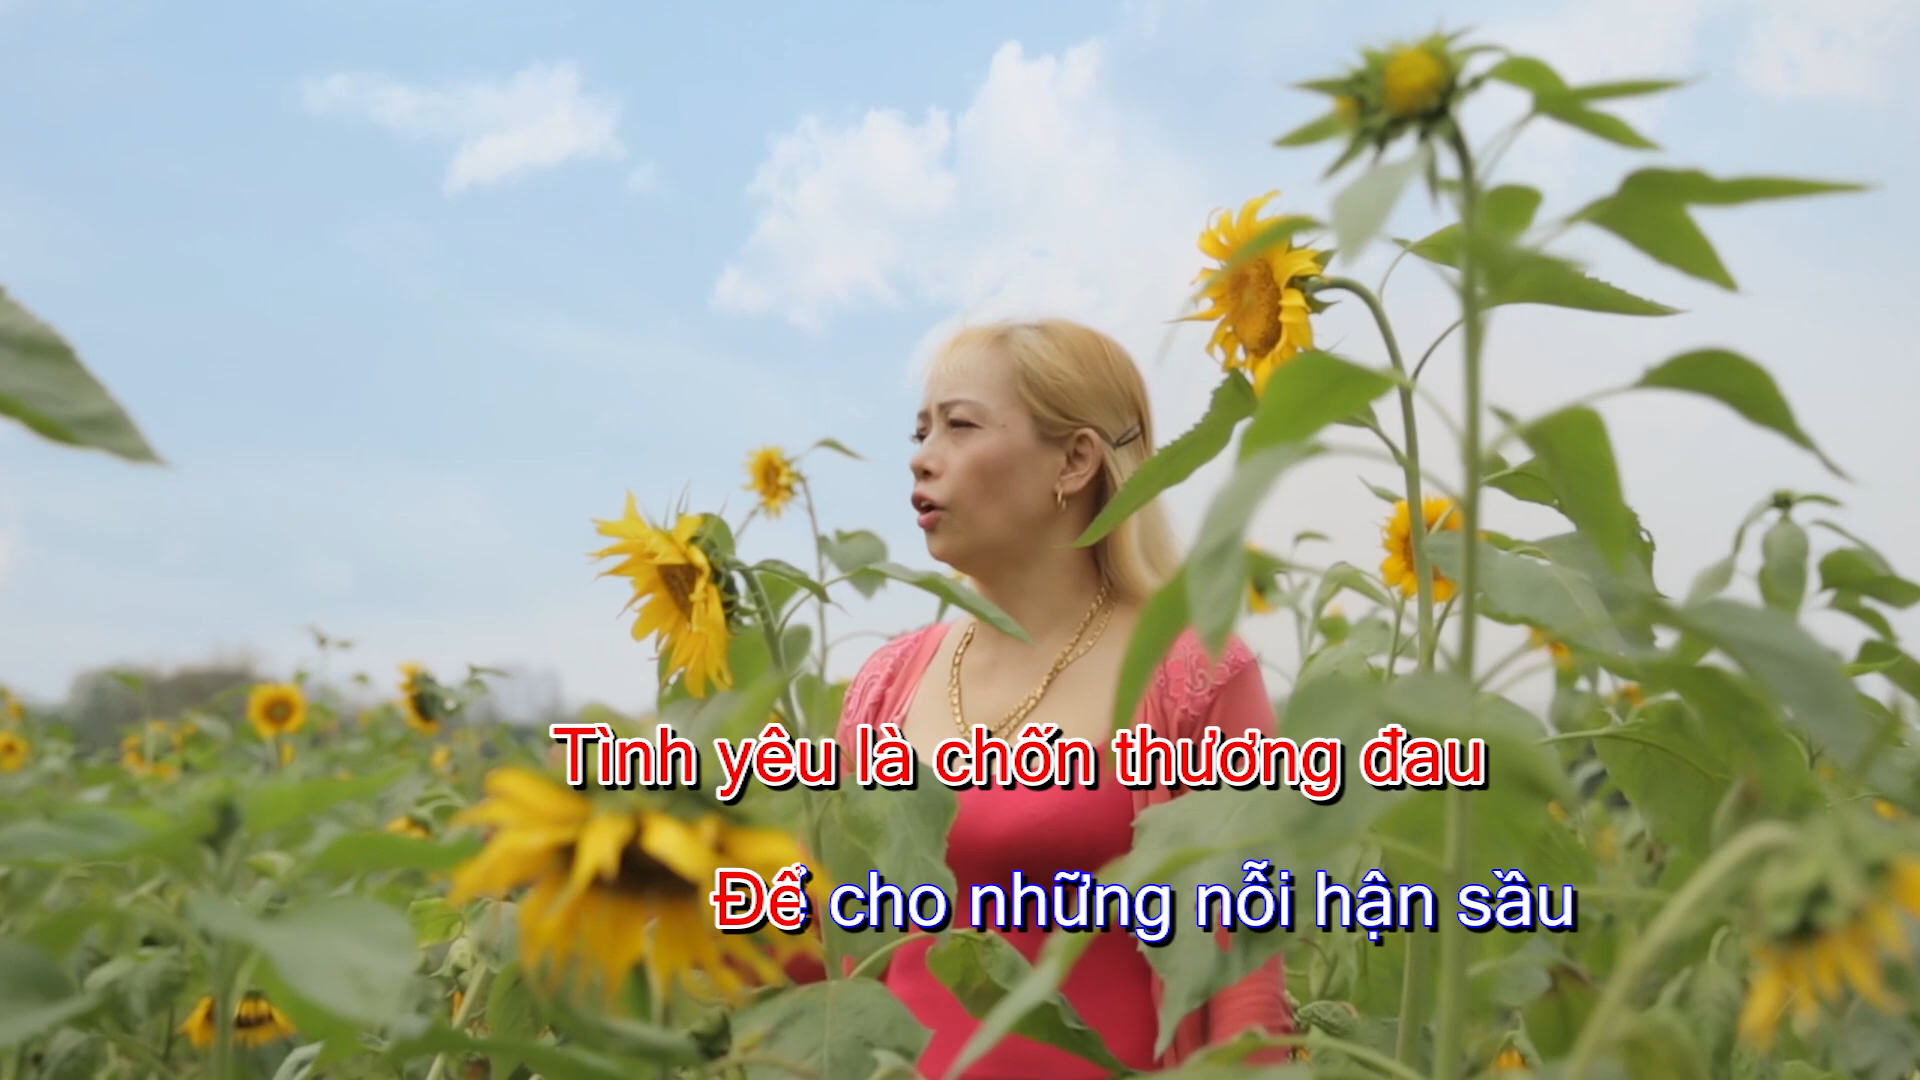 Tình yêu là chốn thương đau
Để cho những nỗi hận sầu